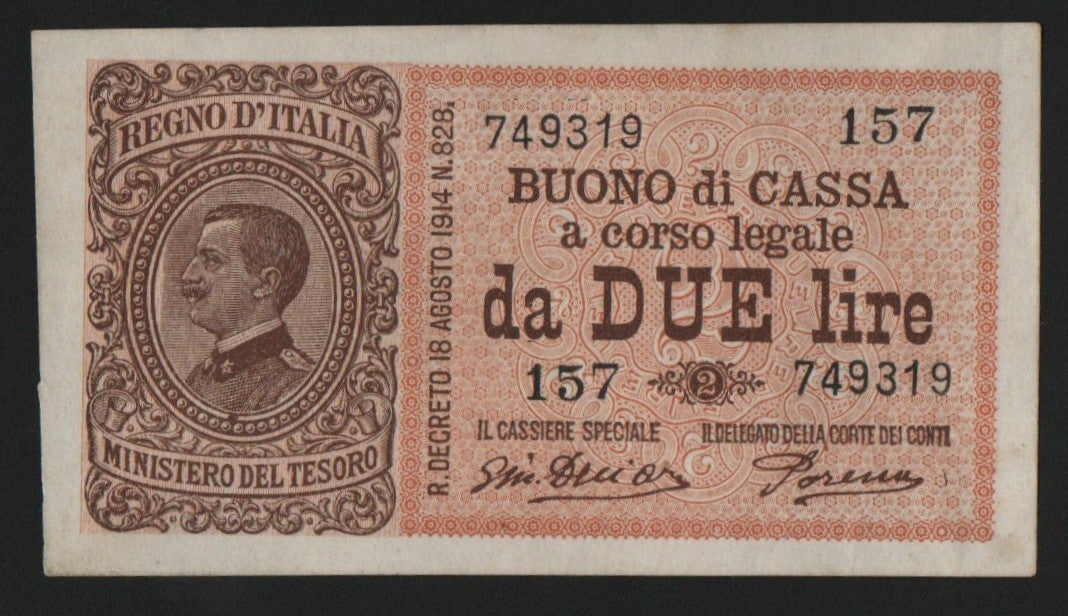 REGNO D'ITALIA
MINISTERO DEL TESORO
R. DECRETO 18 AGOSTO 1914 N. 828.
749319 157
BUONO di CASSA
a corso legale
da DUE lire
157 2 749319
IL CASSIERE SPECIALE IL DELEGATO DELLA CORTE DEI CONTI
Porena